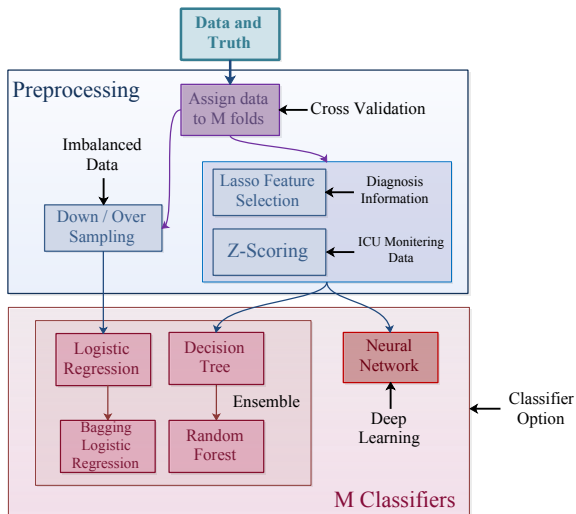 Data and
Truth
Preprocessing
Assign data
to M folds
Cross Validation
Imbalanced
Data
Down / Over
Sampling
Lasso Feature
Selection
Diagnosis
Information
Z-Scoring
ICU Monitering
Data
Logistic
Regression
Decision
Tree
Neural
Network
Ensemble
Bagging
Logistic
Regression
Random
Forest
Deep
Learning
Classifier
Option
M Classifiers